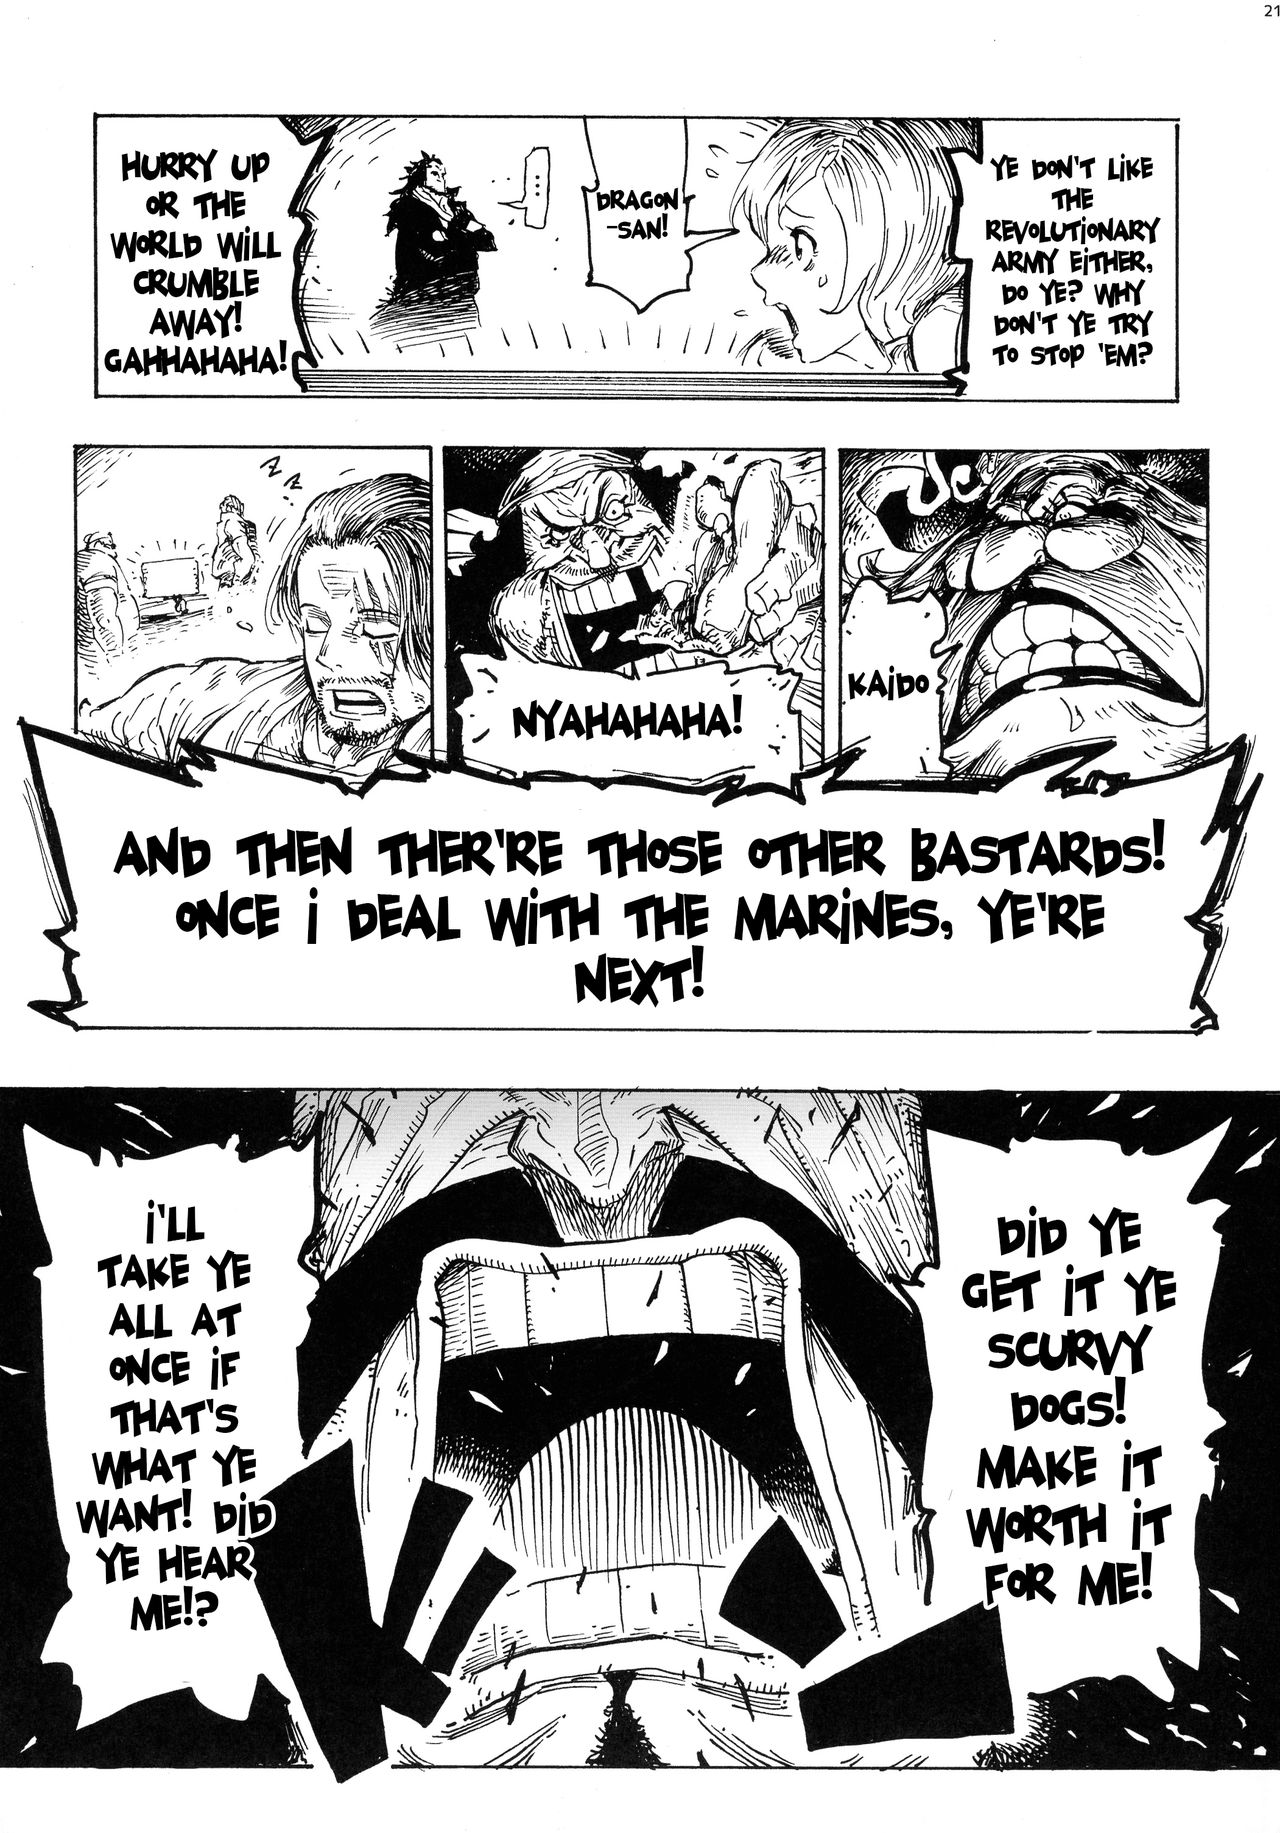 21
YE DON'T LIKE
THE
REVOLUTIONARY
ARMY EITHER,
DO YE? WHY
DON'T YE TRY
TO STOP 'EM?
DRAGON
-SAN!
....
HURRY UP
OR THE
WORLD WILL
CRUMBLE
AWAY!
GAHHAHAHA!
KAIDO
NYAHAHAHA!
ZZ
AND THEN THER'RE THOSE OTHER BASTARDS!
ONCE I DEAL WITH THE MARINES, YE'RE
NEXT!
DID YE
GET IT YE
SCURVY
DOGS!
MAKE IT
WORTH IT
FOR ME!
I'LL
TAKE YE
ALL AT
ONCE IF
THAT'S
WHAT YE
WANT! DID
YE HEAR
ME!?